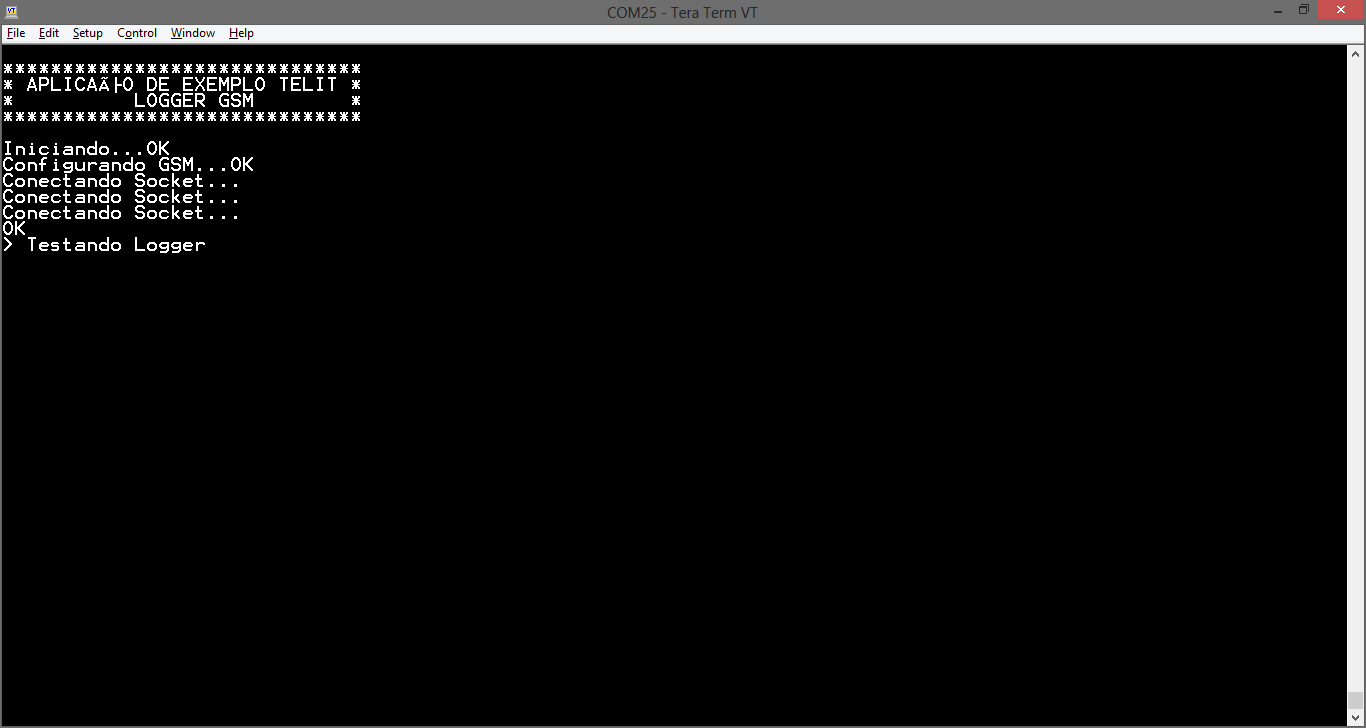 COM25 - Tera Term VT
File Edit Setup Control Window Help
******************************
* APLICAÃ├O DE EXEMPLO TELIT *
*          LOGGER GSM        *
******************************
Iniciando...OK
Configurando GSM...OK
Conectando Socket...
Conectando Socket...
Conectando Socket...
OK
> Testando Logger